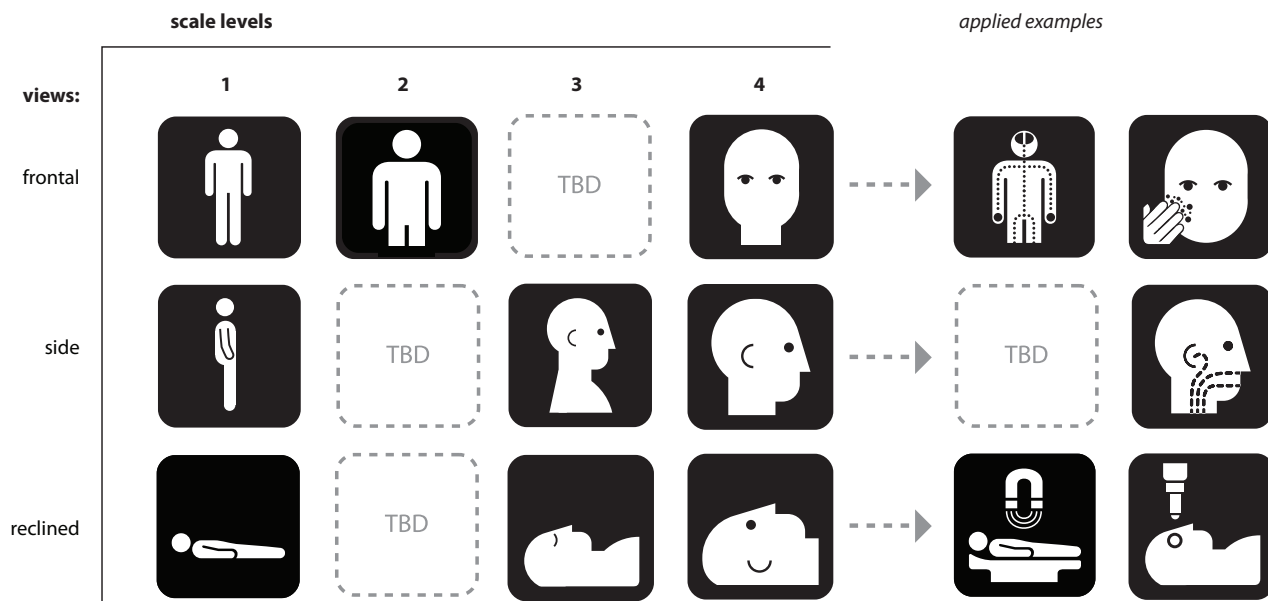 scale levels
applied examples
views:
1 2 3 4
frontal
TBD
side
TBD
TBD
reclined
TBD